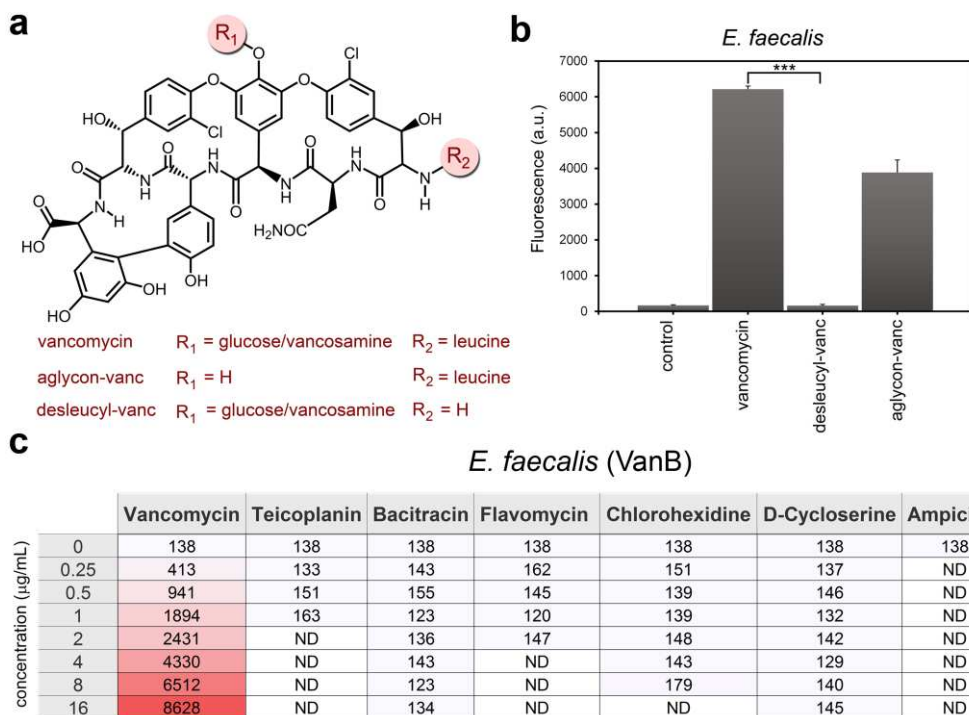 a
R1
O
Cl
O
O
Cl
HO
OH
R2
O
O
H
N
O
H
N
O
N
H
O
N
H
O
N
H
O
N
H
HO
O
H2NOC
OH
OH
HO
vancomycin R1 = glucose/vancosamine R2 = leucine
aglycon-vanc R1 = H R2 = leucine
desleucyl-vanc R1 = glucose/vancosamine R2 = H
b
E. faecalis
Fluorescence (a.u.)
7000
6000
5000
4000
3000
2000
1000
0
***
control
vancomycin
desleucyl-vanc
aglycon-vanc
c
E. faecalis (VanB)
concentration (µg/mL)
Vancomycin Teicoplanin Bacitracin Flavomycin Chlorohexidine D-Cycloserine Ampic
0 138 138 138 138 138 138 138
0.25 413 133 143 162 151 137 ND
0.5 941 151 155 145 139 146 ND
1 1894 163 123 120 139 132 ND
2 2431 ND 136 147 148 142 ND
4 4330 ND 143 ND 143 129 ND
8 6512 ND 123 ND 179 140 ND
16 8628 ND 134 ND ND 145 ND